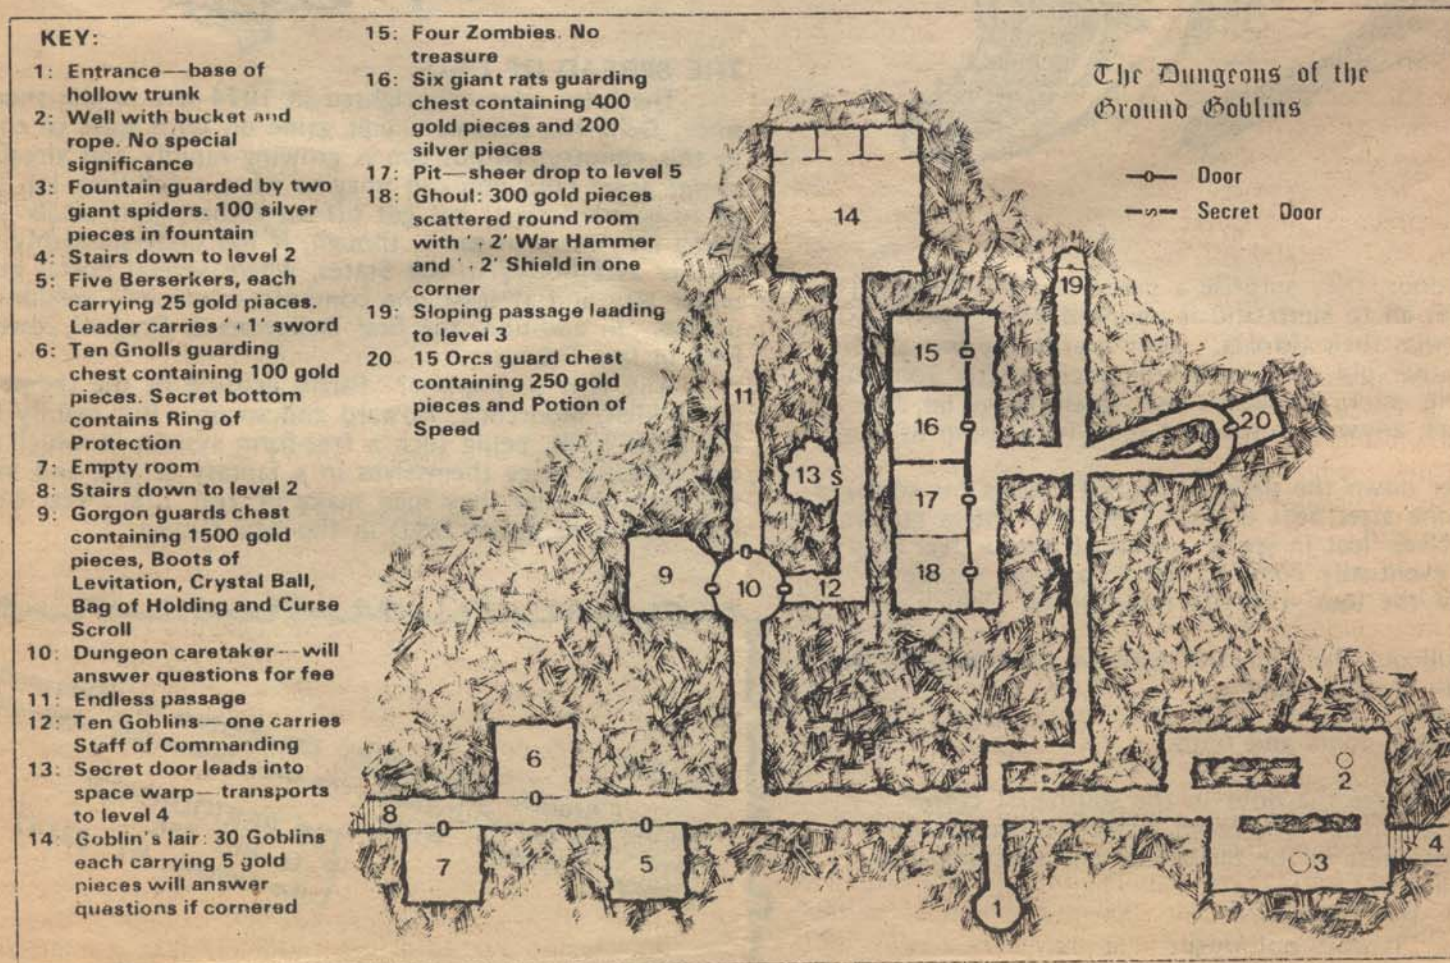 KEY:
1: Entrance—base of
hollow trunk
2: Well with bucket and
rope. No special
significance
3: Fountain guarded by two
giant spiders. 100 silver
pieces in fountain
4: Stairs down to level 2
5: Five Berserkers, each
carrying 25 gold pieces.
Leader carries '+1' sword
6: Ten Gnolls guarding
chest containing 100 gold
pieces. Secret bottom
contains Ring of
Protection
7: Empty room
8: Stairs down to level 2
9: Gorgon guards chest
containing 1500 gold
pieces, Boots of
Levitation, Crystal Ball,
Bag of Holding and Curse
Scroll
10: Dungeon caretaker—will
answer questions for fee
11: Endless passage
12: Ten Goblins—one carries
Staff of Commanding
13: Secret door leads into
space warp—transports
to level 4
14: Goblin's lair: 30 Goblins
each carrying 5 gold
pieces will answer
questions if cornered
15: Four Zombies. No
treasure
16: Six giant rats guarding
chest containing 400
gold pieces and 200
silver pieces
17: Pit—sheer drop to level 5
18: Ghoul: 300 gold pieces
scattered round room
with '+2' War Hammer
and '+2' Shield in one
corner
19: Sloping passage leading
to level 3
20 15 Orcs guard chest
containing 250 gold
pieces and Potion of
Speed
The Dungeons of the
Ground Goblins
Door
s Secret Door
14
19
15
11
16
20
13 S
17
9
10
12
18
6
2
8
7
5
3
4
1